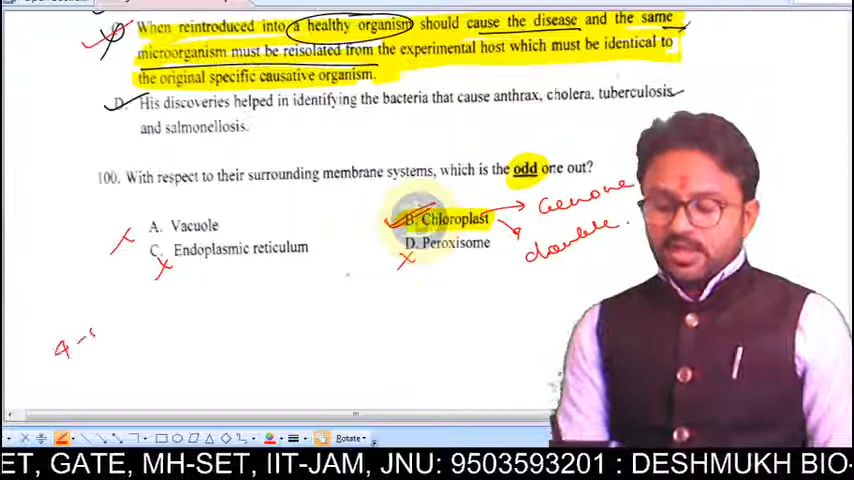 When reintroduced into a healthy organism should cause the disease and the same
microorganism must be reisolated from the experimental host which must be identical to
the original specific causative organism.
D. His discoveries helped in identifying the bacteria that cause anthrax, cholera, tuberculosis
and salmonellosis.
100. With respect to their surrounding membrane systems, which is the odd one out?
A. Vacuole
B. Chloroplast
Genome
C. Endoplasmic reticulum
D. Peroxisome
double.
Rotate
ET, GATE, MH-SET, IIT-JAM, JNU: 9503593201 : DESHMUKH BIO-